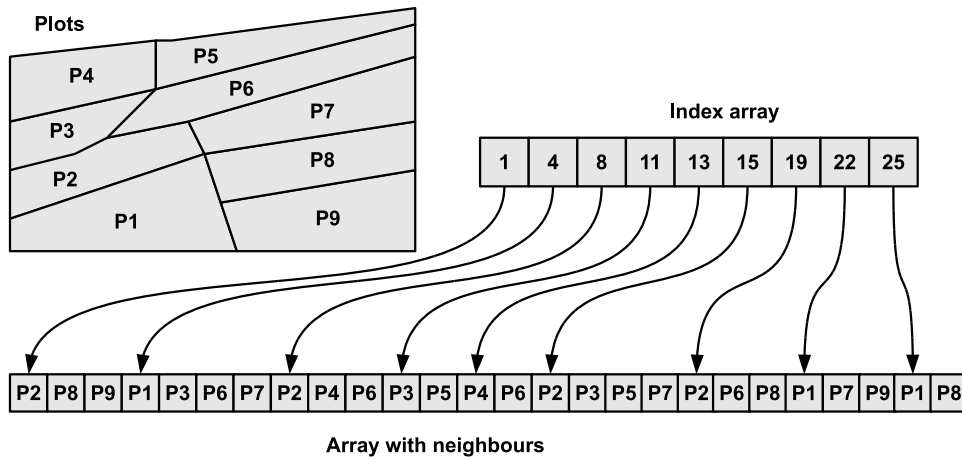 Plots
P5
P4
P6
P7
P3
P8
P2
P1
P9
Index array
1 4 8 11 13 15 19 22 25
P2 P8 P9 P1 P3 P6 P7 P2 P4 P6 P3 P5 P4 P6 P2 P3 P5 P7 P2 P6 P8 P1 P7 P9 P1 P8
Array with neighbours